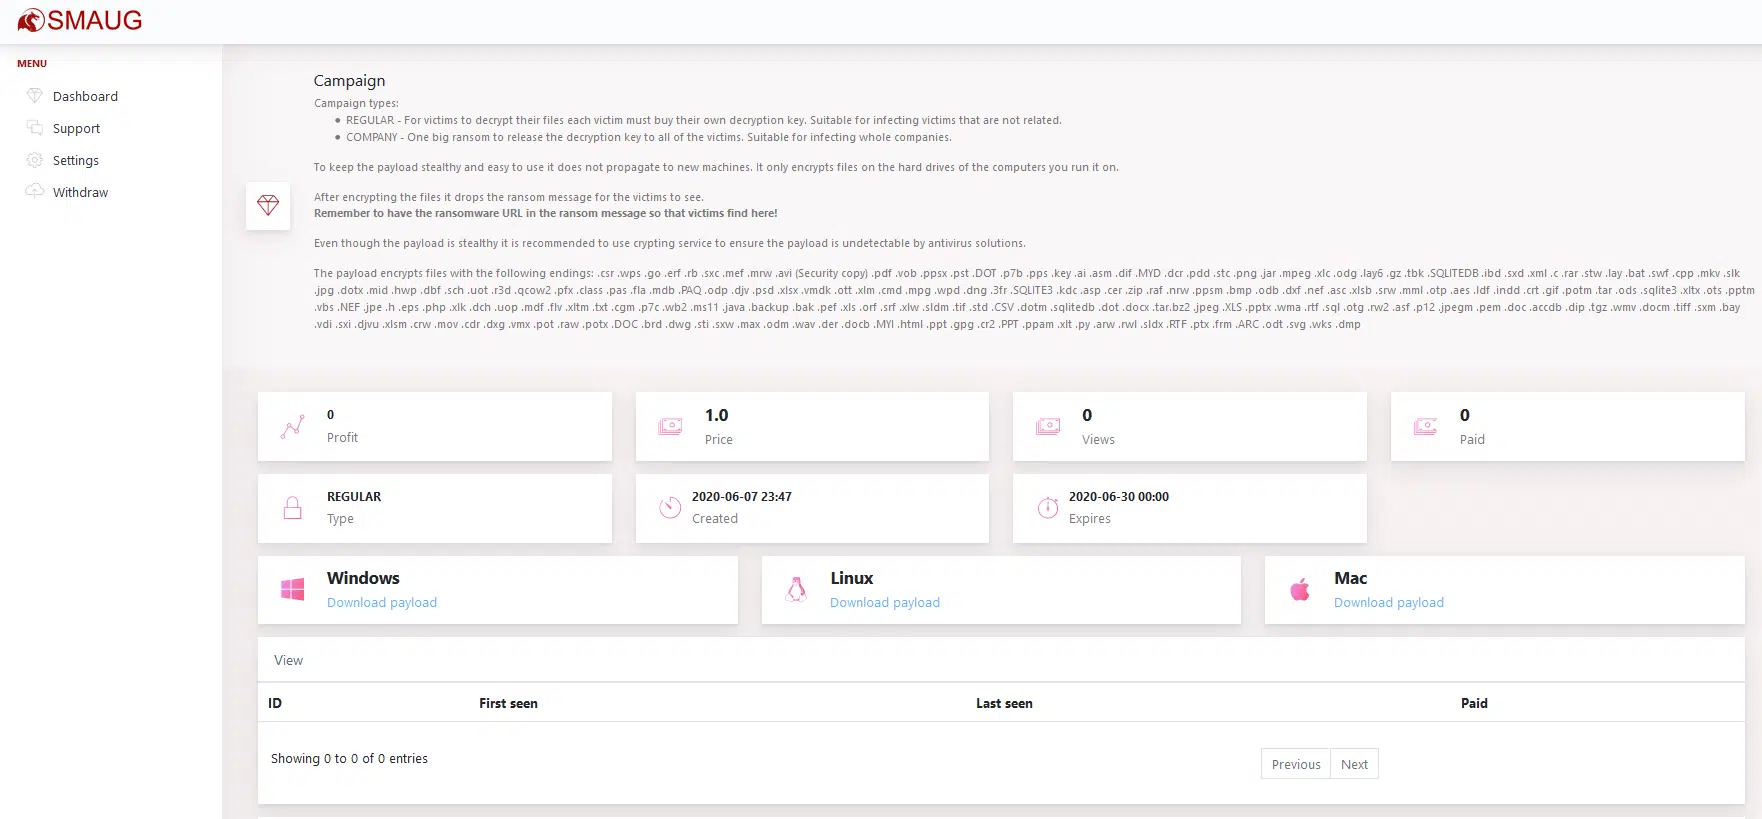 SMAUG
MENU
Dashboard
Support
Settings
Withdraw
Campaign
Campaign types:
REGULAR - For victims to decrypt their files each victim must buy their own decryption key. Suitable for infecting victims that are not related.
COMPANY - One big ransom to release the decryption key to all of the victims. Suitable for infecting whole companies.
To keep the payload stealthy and easy to use it does not propagate to new machines. It only encrypts files on the hard drives of the computers you run it on.
After encrypting the files it drops the ransom message for the victims to see.
Remember to have the ransomware URL in the ransom message so that victims find here!
Even though the payload is stealthy it is recommended to use crypting service to ensure the payload is undetectable by antivirus solutions.
The payload encrypts files with the following endings: .csr .wps .go .erf .rb .sxc .mef .mrw .avi (Security copy) .pdf .vob .ppsx .pst .DOT .p7b .pps .key .ai .asm .dif .MYD .dcr .pdd .stc .png .jar .mpeg .xlc .odg .lay6 .gz .tbk .SQLITEDB .ibd .sxd .xml .c .rar .stw .lay .bat .swf .cpp .mkv .slk
.jpg .dotx .mid .hwp .dbf .sch .uot .r3d .qcow2 .pfx .class .pas .fla .mdb .PAQ .odp .djv .psd .xlsx .vmdk .ott .xlm .cmd .mpg .wpd .dng .3fr .SQLITE3 .kdc .asp .cer .zip .raf .nrw .ppsm .bmp .odb .dxf .nef .asc .xlsb .srw .mml .otp .aes .ldf .indd .crt .gif .potm .tar .ods .sqlite3 .xltx .ots .pptm
.vbs .NEF .jpe .h .eps .php .xlk .dch .uop .mdf .flv .xltm .txt .cgm .p7c .wb2 .ms11 .java .backup .bak .pef .xls .orf .srf .xlw .sldm .tif .std .CSV .dotm .sqlitedb .dot .docx .tar.bz2 .jpeg .XLS .pptx .wma .rtf .sql .otg .rw2 .asf .p12 .jpegm .pem .doc .accdb .dip .tgz .wmv .docm .tiff .sxm .bay
.vdi .sxi .djvu .xlsm .crw .mov .cdr .dxg .vmx .pot .raw .potx .DOC .brd .dwg .sti .sxw .max .odm .wav .der .docb .MYI .html .ppt .gpg .cr2 .PPT .ppam .xlt .py .arw .rwl .sldx .RTF .ptx .frm .ARC .odt .svg .wks .dmp
0
Profit
1.0
Price
0
Views
0
Paid
REGULAR
Type
2020-06-07 23:47
Created
2020-06-30 00:00
Expires
Windows
Download payload
Linux
Download payload
Mac
Download payload
View
ID First seen Last seen Paid
Showing 0 to 0 of 0 entries
Previous Next